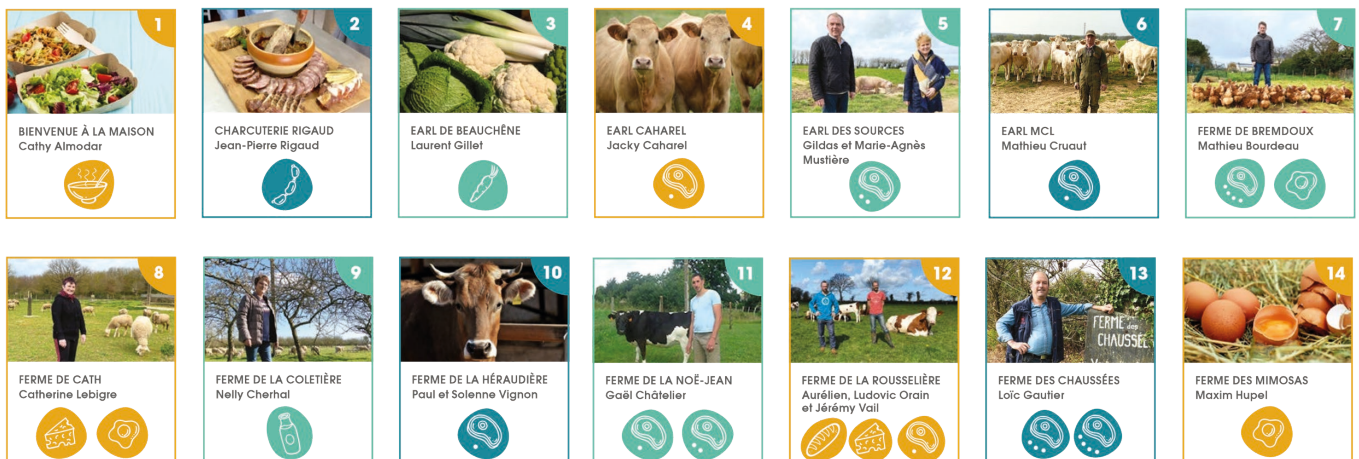 1
BIENVENUE À LA MAISON
Cathy Almodar
2
CHARCUTERIE RIGAUD
Jean-Pierre Rigaud
3
EARL DE BEAUCHÊNE
Laurent Gillet
4
EARL CAHAREL
Jacky Caharel
5
EARL DES SOURCES
Gildas et Marie-Agnès
Mustière
6
EARL MCL
Mathieu Cruaut
7
FERME DE BREMDOUX
Mathieu Bourdeau
8
FERME DE CATH
Catherine Lebigre
9
FERME DE LA COLETIÈRE
Nelly Cherhal
10
FERME DE LA HÉRAUDIÈRE
Paul et Solenne Vignon
11
FERME DE LA NOË-JEAN
Gaël Châtelier
12
FERME DE LA ROUSSELIÈRE
Aurélien, Ludovic Orain
et Jérémy Vail
13
FERME des
CHAUSSÉE
FERME DES CHAUSSÉES
Loïc Gautier
14
FERME DES MIMOSAS
Maxim Hupel